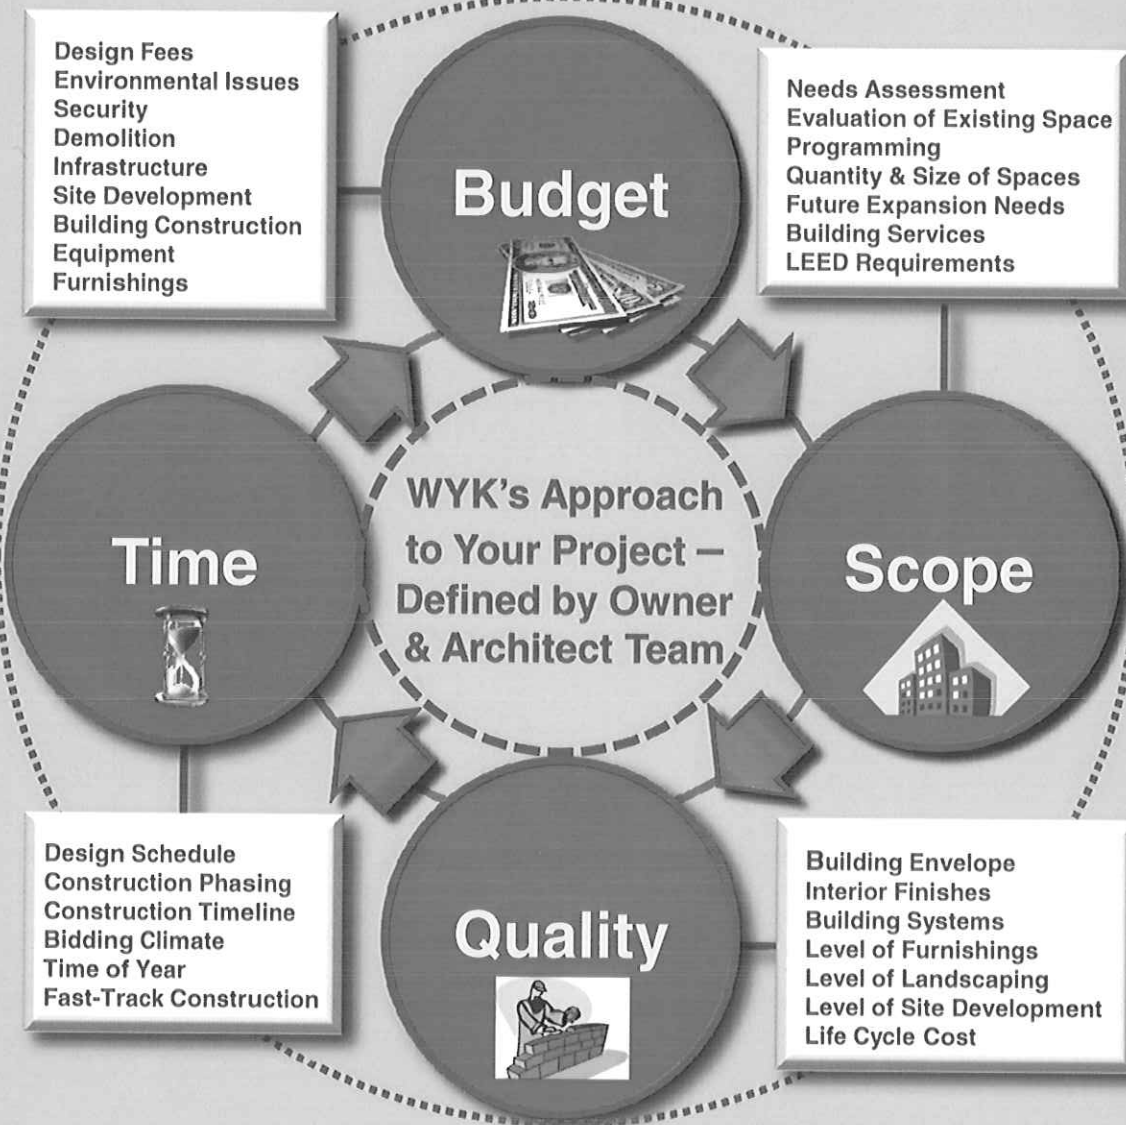 Design Fees
Environmental Issues
Security
Demolition
Infrastructure
Site Development
Building Construction
Equipment
Furnishings
Budget
Needs Assessment
Evaluation of Existing Space
Programming
Quantity & Size of Spaces
Future Expansion Needs
Building Services
LEED Requirements
Time
WYK's Approach
to Your Project –
Defined by Owner
& Architect Team
Scope
Design Schedule
Construction Phasing
Construction Timeline
Bidding Climate
Time of Year
Fast-Track Construction
Quality
Building Envelope
Interior Finishes
Building Systems
Level of Furnishings
Level of Landscaping
Level of Site Development
Life Cycle Cost